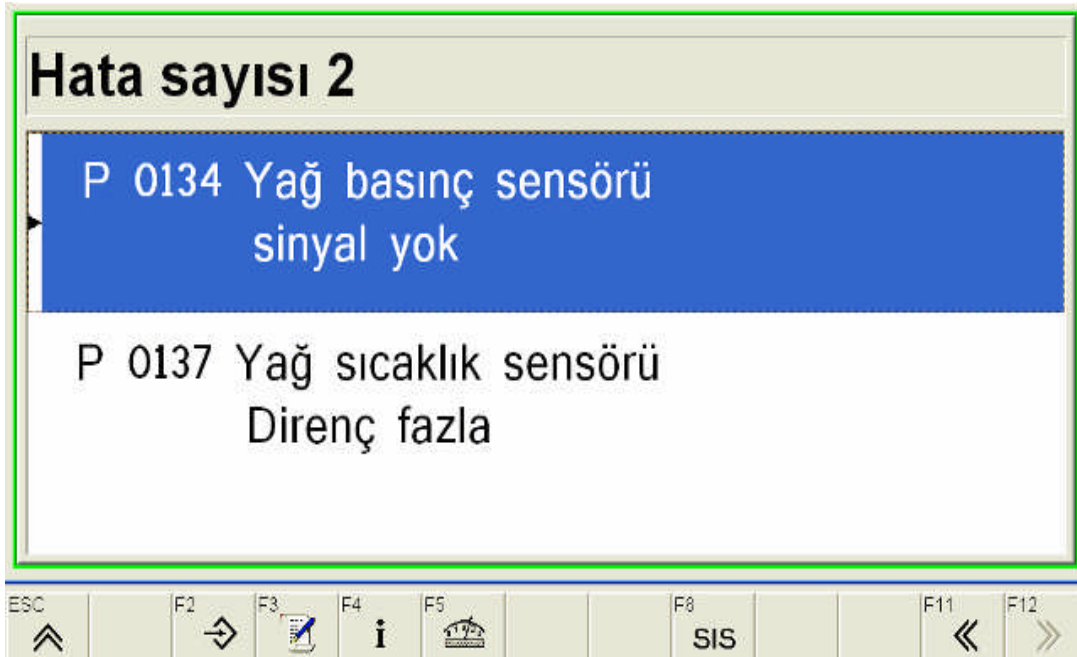 Hata sayısı 2
P 0134 Yağ basınç sensörü
sinyal yok
P 0137 Yağ sıcaklık sensörü
Direnç fazla
ESC F2 F3 F4 F5 F8 F11 F12
i SIS